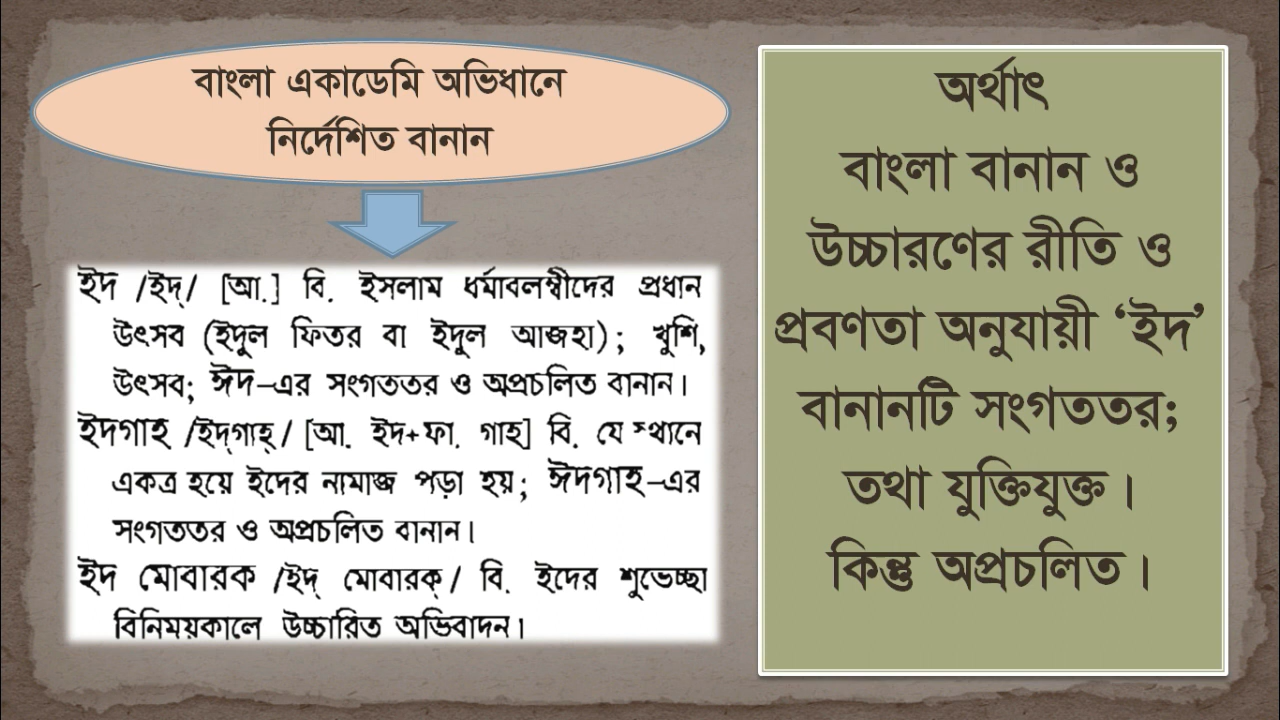 বাংলা একাডেমি অভিধানে
নির্দেশিত বানান
ইদ /ইদ্/ [আ.] বি. ইসলাম ধর্মাবলম্বীদের প্রধান
উৎসব (ইদুল ফিতর বা ইদুল আজহা); খুশি,
উৎসব; ঈদ–এর সংগততর ও অপ্রচলিত বানান।
ইদগাহ /ইদ্‌গাহ্/ [আ. ইদ+ফা. গাহ] বি. যে স্থানে
একত্র হয়ে ইদের নামাজ পড়া হয়; ঈদগাহ–এর
সংগততর ও অপ্রচলিত বানান।
ইদ মোবারক /ইদ্ মোবারক্/ বি. ইদের শুভেচ্ছা
বিনিময়কালে উচ্চারিত অভিবাদন।
অর্থাৎ
বাংলা বানান ও
উচ্চারণের রীতি ও
প্রবণতা অনুযায়ী ‘ইদ’
বানানটি সংগততর;
তথা যুক্তিযুক্ত।
কিন্তু অপ্রচলিত।